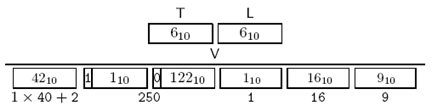 T L
6₁₀ 6₁₀
V
42₁₀ 1 1₁₀ 0 122₁₀ 1₁₀ 16₁₀ 9₁₀
1 × 40 + 2 250 1 16 9